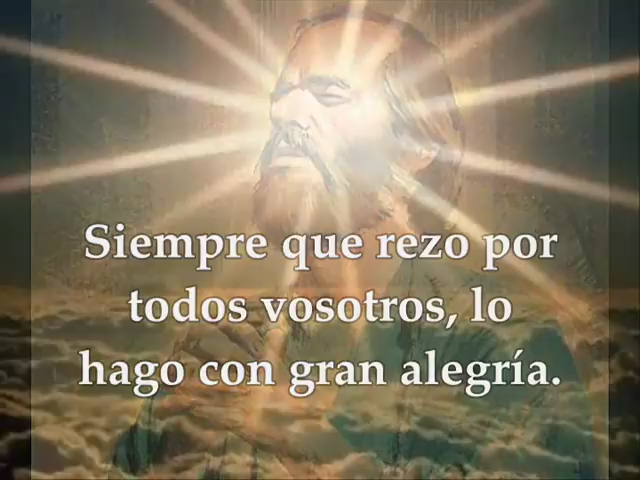 Siempre que rezo por
todos vosotros, lo
hago con gran alegría.